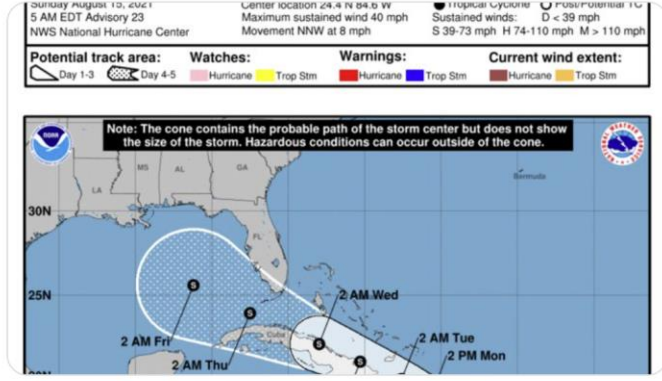 Sunday August 15, 2021
5 AM EDT Advisory 23
NWS National Hurricane Center
Center location 24.4 N 84.6 W
Maximum sustained wind 40 mph
Movement NNW at 8 mph
Tropical Cyclone Post/Potential TC
Sustained winds: D < 39 mph
S 39-73 mph H 74-110 mph M > 110 mph
Potential track area:
Day 1-3 Day 4-5
Watches:
Hurricane Trop Stm
Warnings:
Hurricane Trop Stm
Current wind extent:
Hurricane Trop Stm
Note: The cone contains the probable path of the storm center but does not show
the size of the storm. Hazardous conditions can occur outside of the cone.
NOAA
MS AL GA
LA
Bermuda
30N
FL
25N
S
2 AM Wed
S
Cuba
2 AM Fri
S
2 AM Tue
2 AM Thu
S
2 PM Mon